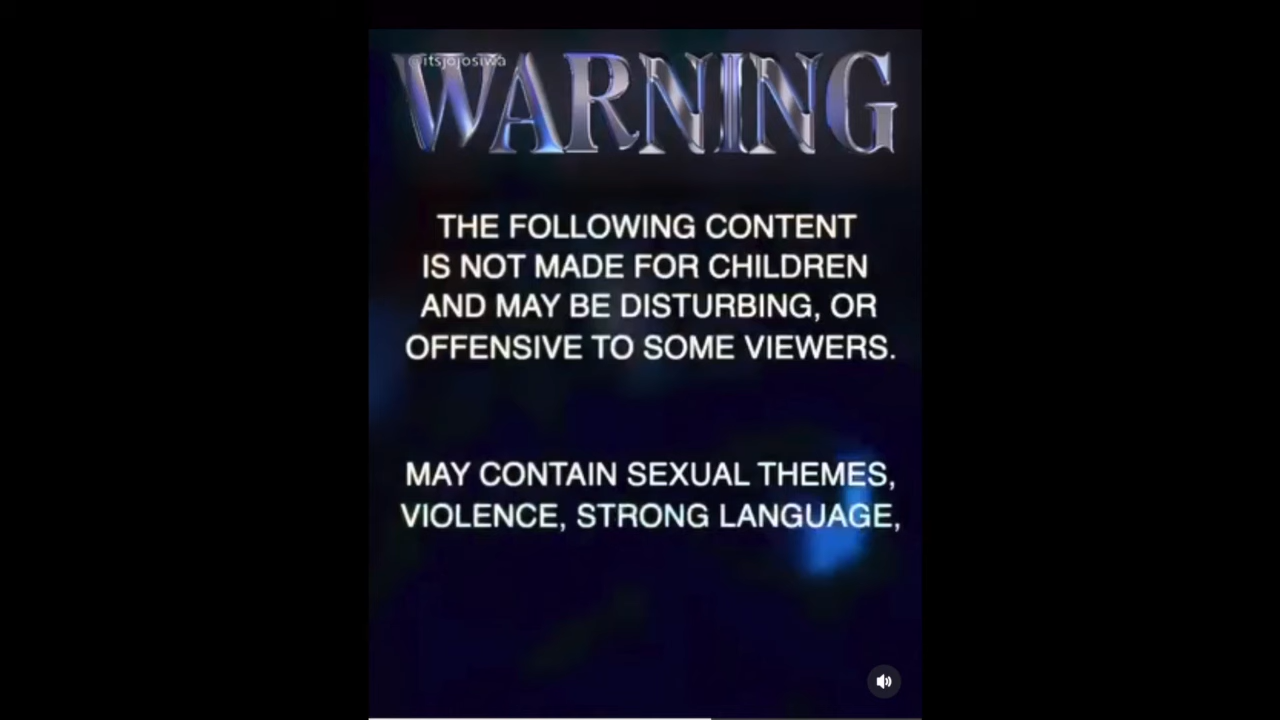 @itsjojosiwa
WARNING
THE FOLLOWING CONTENT
IS NOT MADE FOR CHILDREN
AND MAY BE DISTURBING, OR
OFFENSIVE TO SOME VIEWERS.
MAY CONTAIN SEXUAL THEMES,
VIOLENCE, STRONG LANGUAGE,